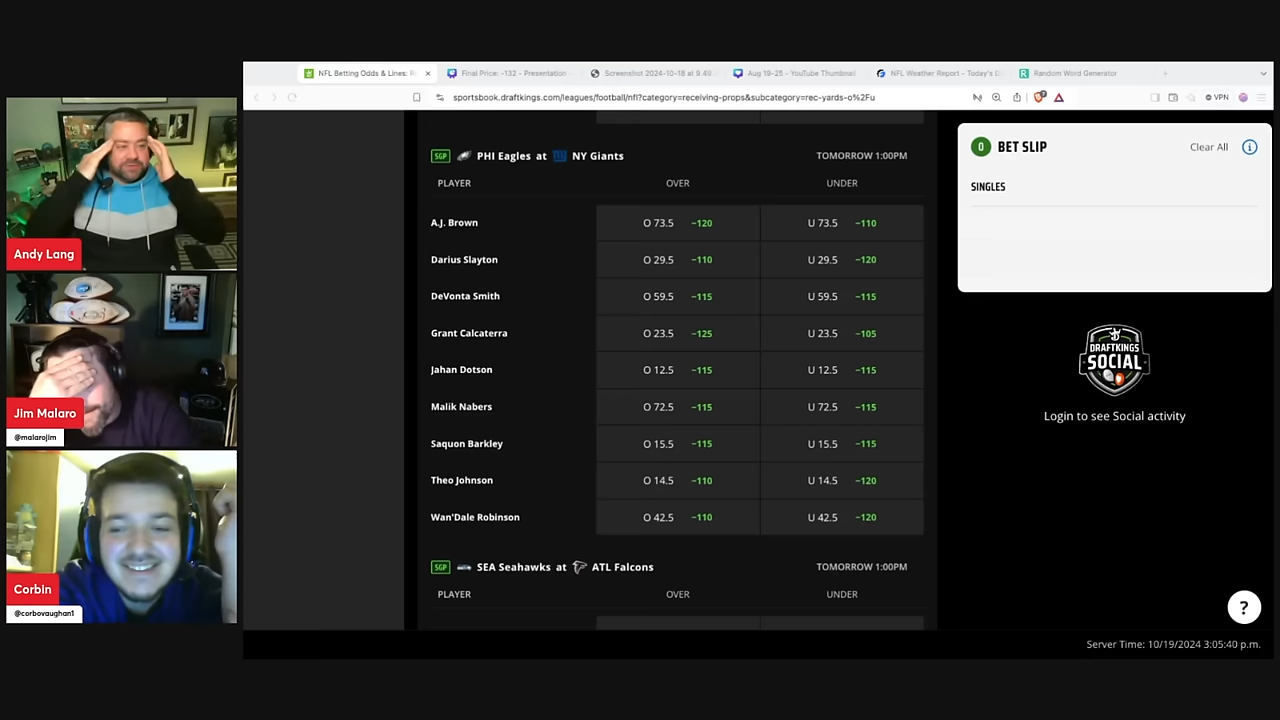 NFL Betting Odds & Lines: Re
Final Price: -132 - Presentation
Screenshot 2024-10-18 at 9.49
Aug 19-25 - YouTube Thumbnail
NFL Weather Report - Today's D
Random Word Generator
sportsbook.draftkings.com/leagues/football/nfl?category=receiving-props&subcategory=rec-yards-o%2Fu
VPN
SGP PHI Eagles at NY Giants TOMORROW 1:00PM
PLAYER OVER UNDER
A.J. Brown O 73.5 −120 U 73.5 −110
Darius Slayton O 29.5 −110 U 29.5 −120
DeVonta Smith O 59.5 −115 U 59.5 −115
Grant Calcaterra O 23.5 −125 U 23.5 −105
Jahan Dotson O 12.5 −115 U 12.5 −115
Malik Nabers O 72.5 −115 U 72.5 −115
Saquon Barkley O 15.5 −115 U 15.5 −115
Theo Johnson O 14.5 −110 U 14.5 −120
Wan'Dale Robinson O 42.5 −110 U 42.5 −120
SGP SEA Seahawks at ATL Falcons TOMORROW 1:00PM
PLAYER OVER UNDER
0 BET SLIP Clear All
SINGLES
DRAFTKINGS
SOCIAL
Login to see Social activity
?
Server Time: 10/19/2024 3:05:40 p.m.
Andy Lang
Jim Malaro
@malarojim
Corbin
@corbovaughan1